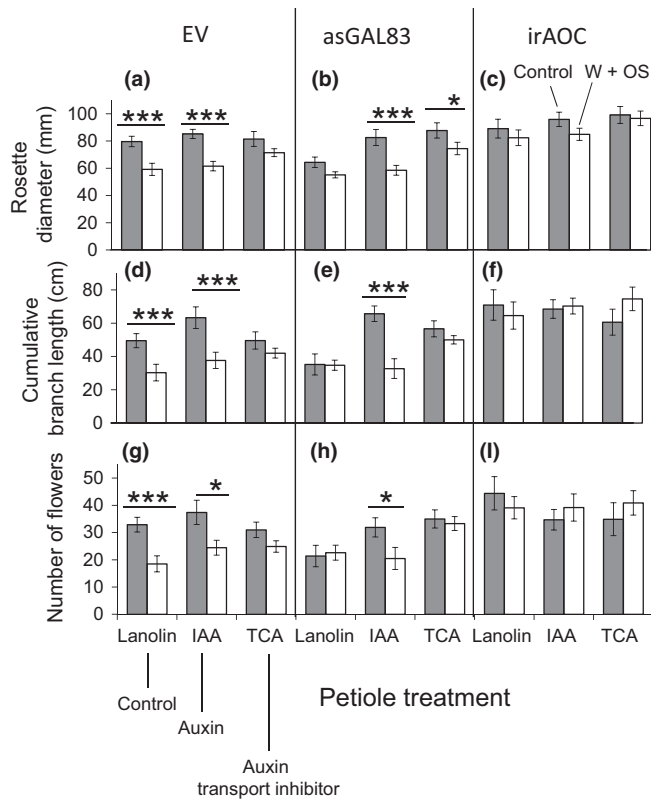 EV asGAL83 irAOC
(a) (b) (c) Control W + OS
*** *** *** *
Rosette
diameter (mm)
100
80
60
40
20
0
(d) (e) (f)
*** *** ***
Cumulative
branch length (cm)
80
60
40
20
0
(g) (h) (I)
*** * *
Number of flowers
50
40
30
20
10
0
Lanolin IAA TCA Lanolin IAA TCA Lanolin IAA TCA
Control
Petiole treatment
Auxin
Auxin
transport inhibitor